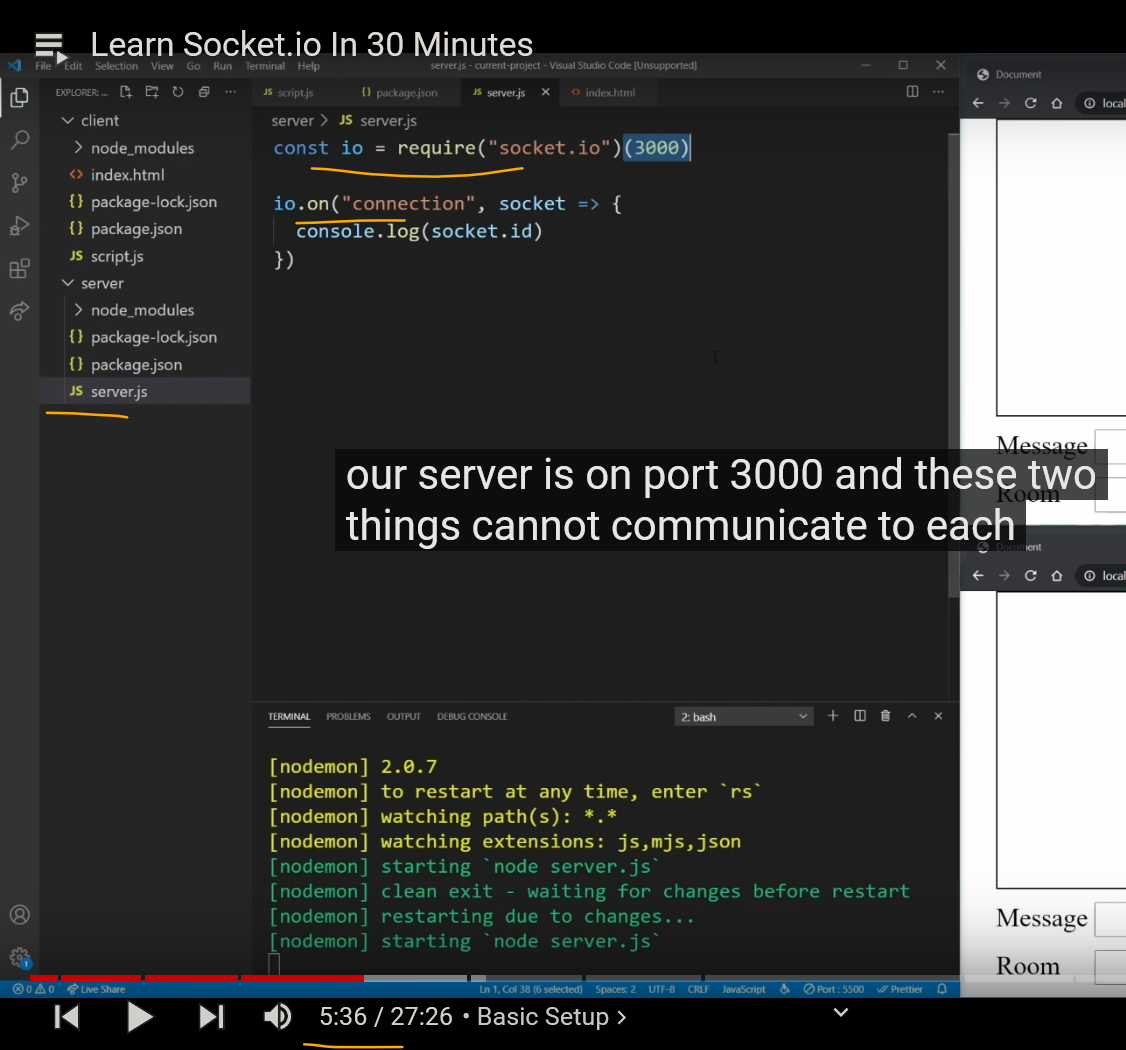 Learn Socket.io In 30 Minutes
File Edit Selection View Go Run Terminal Help
server.js - current-project - Visual Studio Code [Unsupported]
EXPLORER: ...
client
node_modules
index.html
package-lock.json
package.json
script.js
server
node_modules
package-lock.json
package.json
server.js
JS script.js
{} package.json
JS server.js
<> index.html
server > JS server.js
const io = require("socket.io")(3000)
io.on("connection", socket => {
console.log(socket.id)
})
Document
local
Message
Room
our server is on port 3000 and these two
things cannot communicate to each
Document
local
Message
Room
TERMINAL PROBLEMS OUTPUT DEBUG CONSOLE
2: bash
[nodemon] 2.0.7
[nodemon] to restart at any time, enter `rs`
[nodemon] watching path(s): *.*
[nodemon] watching extensions: js,mjs,json
[nodemon] starting `node server.js`
[nodemon] clean exit - waiting for changes before restart
[nodemon] restarting due to changes...
[nodemon] starting `node server.js`
0 0 Live Share
Ln 1, Col 38 (6 selected) Spaces: 2 UTF-8 CRLF JavaScript Port : 5500 Prettier
5:36 / 27:26 • Basic Setup >